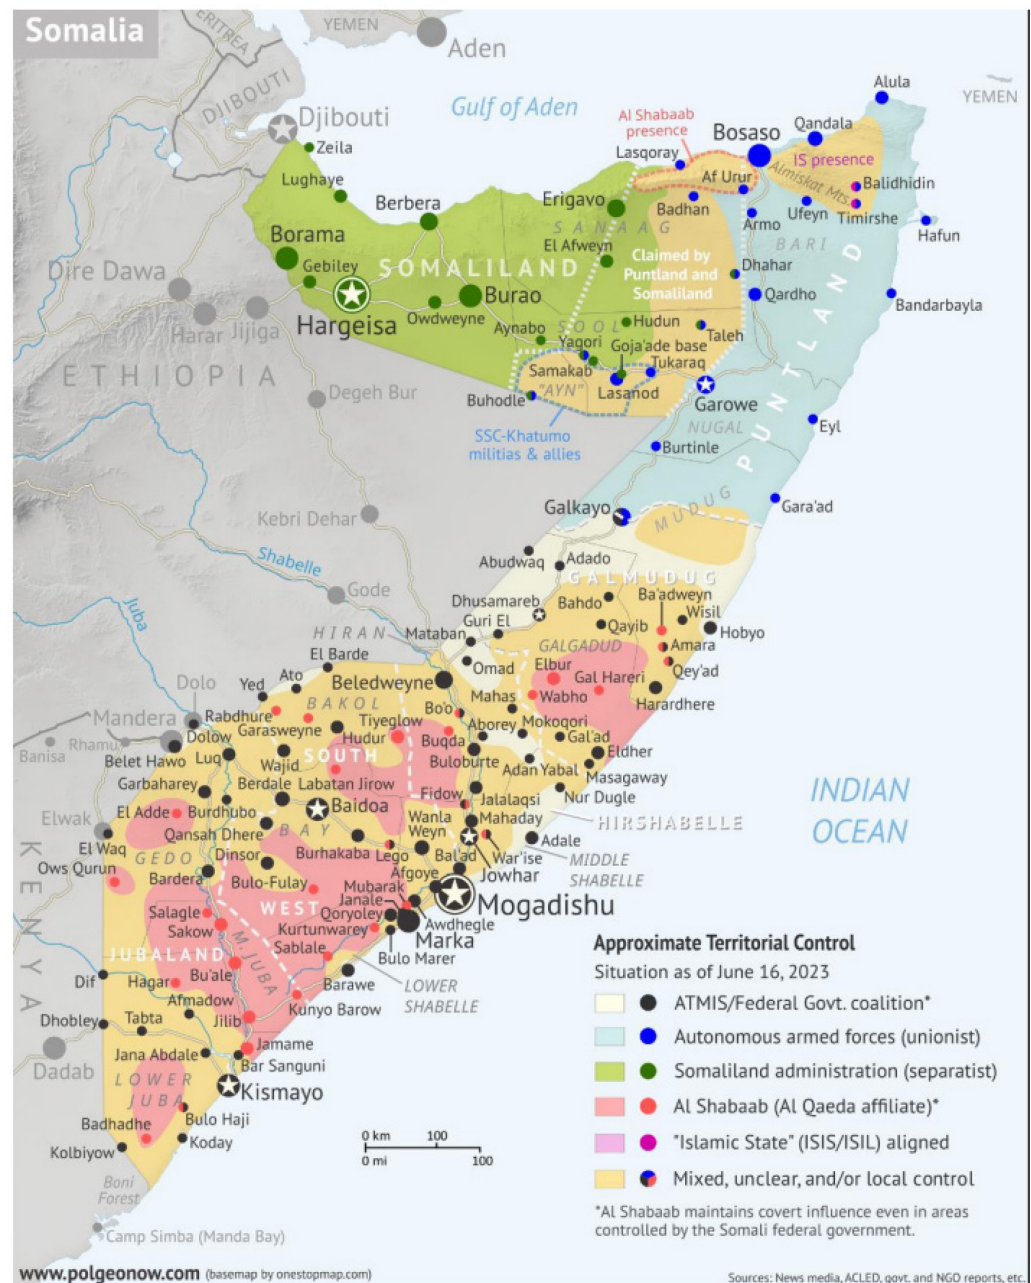 Somalia
YEMEN
ERITREA
Aden
DJIBOUTI
Djibouti
Gulf of Aden
Alula
YEMEN
Al Shabaab
presence
Bosaso
Qandala
Zeila
Lasqoray
IS presence
Lughaye
Af Urur
Almiskat Mts.
Balidhidin
Berbera
Erigavo
Badhan
Ufeyn
Timirshe
SANAAG
Armo
Hafun
Borama
El Afweyn
BARI
Dire Dawa
Gebiley
SOMALILAND
Claimed by
Puntland and
Somaliland
Dhahar
Burao
Qardho
Bandarbayla
Harar
Jijiga
Hargeisa
Owdweyne
Aynabo
SOOL
Hudun
Taleh
Yagori
Goja'ade base
PUNTLAND
ETHIOPIA
Samakab
Tukaraq
Degeh Bur
"AYN"
Lasanod
Buhodle
Garowe
NUGAL
Eyl
SSC-Khatumo
militias & allies
Burtinle
Galkayo
Gara'ad
MUDUG
Kebri Dehar
Shabelle
Abudwaq
Adado
GALMUDUG
Gode
Juba
Dhusamareb
Bahdo
Ba'adweyn
Wisil
Guri El
HIRAN
Mataban
Qayib
Hobyo
GALGADUD
Amara
El Barde
Omad
Elbur
Qey'ad
Dolo
Yed
Ato
Beledweyne
Gal Hareri
Mahas
Wabho
Harardhere
BAKOL
Mandera
Rabdhure
Bo'o
Garasweyne
Tiyeglow
Aborey
Mokoqori
Banisa
Rhamu
Dolow
Hudur
Buqda
Gal'ad
Belet Hawo
Luq
Wajid
SOUTH
Buloburte
Eldher
Garbaharey
Berdale
Labatan Jirow
Adan Yabal
Masagaway
Fidow
Jalalaqsi
Nur Dugle
El Adde
Burdhubo
Baidoa
INDIAN
OCEAN
Elwak
Qansah Dhere
BAY
Wanla
Weyn
Mahaday
HIRSHABELLE
El Waq
GEDO
Dinsor
Burhakaba
Lego
War'ise
Adale
Ows Qurun
Bardera
Bulo-Fulay
Afgoye
Bal'ad
Jowhar
MIDDLE
SHABELLE
Mubarak
Salagle
WEST
Janale
Mogadishu
Qoryoley
Awdhegle
Sakow
Kurtunwarey
Marka
Sablale
Bulo Marer
KENYA
JUBALAND
M. JUBA
Dif
Hagar
Bu'ale
Barawe
LOWER
SHABELLE
Afmadow
Kunyo Barow
Dhobley
Tabta
Jilib
Jamame
Dadab
Jana Abdale
Bar Sanguni
LOWER
JUBA
Kismayo
Badhadhe
Bulo Haji
Kolbiyow
Koday
Boni
Forest
Camp Simba (Manda Bay)
0 km 100
0 mi 100
Approximate Territorial Control
Situation as of June 16, 2023
ATMIS/Federal Govt. coalition*
Autonomous armed forces (unionist)
Somaliland administration (separatist)
Al Shabaab (Al Qaeda affiliate)*
"Islamic State" (ISIS/ISIL) aligned
Mixed, unclear, and/or local control
*Al Shabaab maintains covert influence even in areas
controlled by the Somali federal government.
www.polgeonow.com (basemap by onestopmap.com)
Sources: News media, ACLED, govt. and NGO reports, etc.